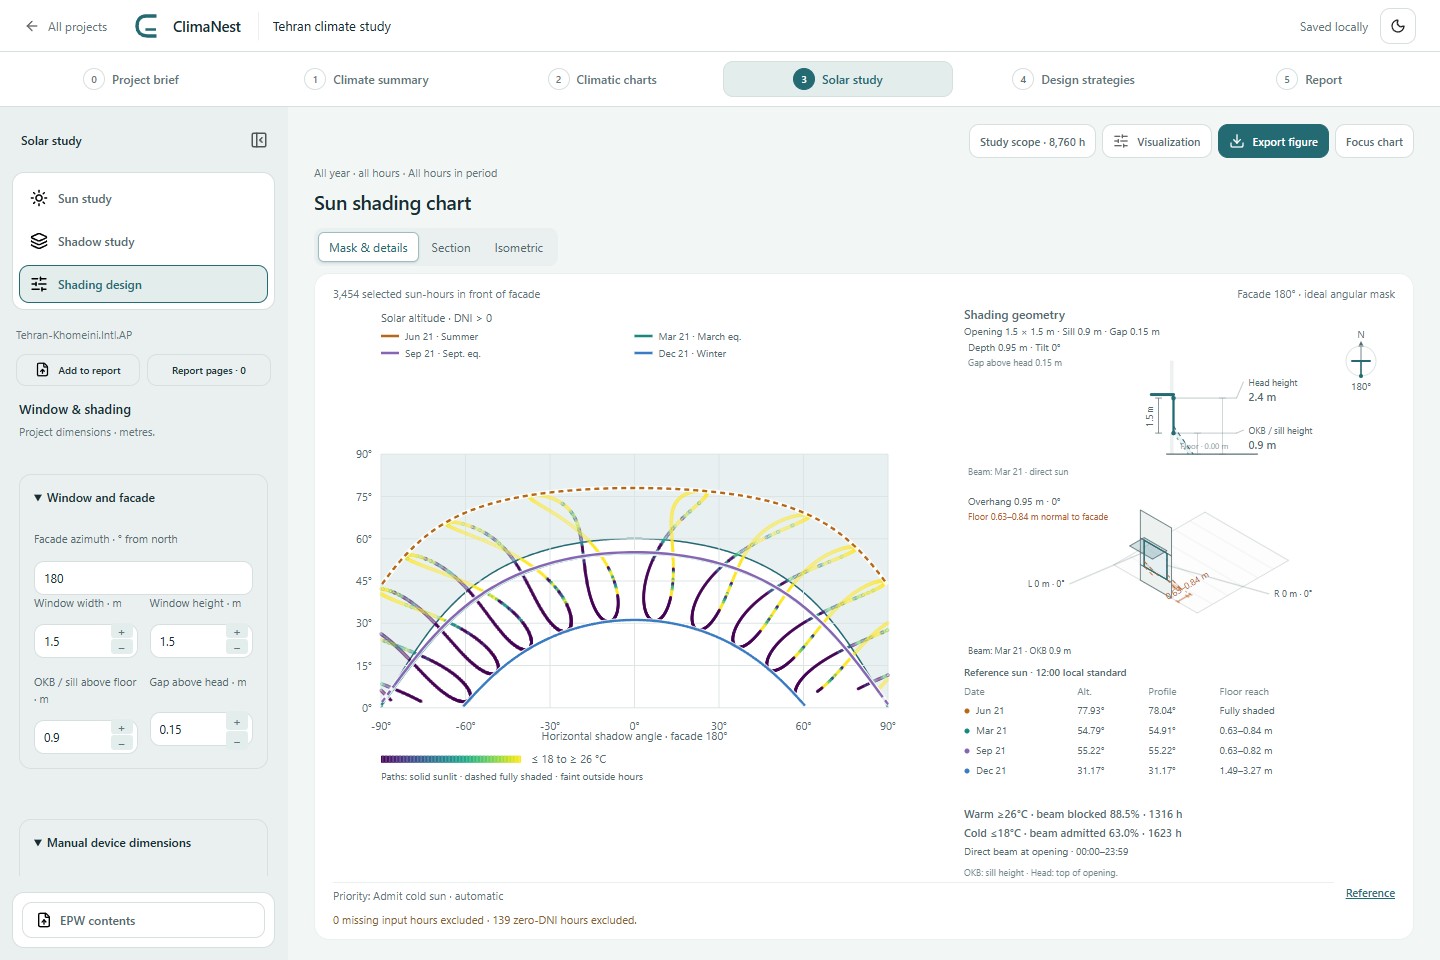 All projects
ClimaNest
Tehran climate study
Saved locally
0 Project brief
1 Climate summary
2 Climatic charts
3 Solar study
4 Design strategies
5 Report
Solar study
Sun study
Shadow study
Shading design
Tehran-Khomeini.Intl.AP
Add to report
Report pages · 0
Window & shading
Project dimensions · metres.
▼ Window and facade
Facade azimuth · ° from north
180
Window width · m
Window height · m
1.5
+
−
1.5
+
−
OKB / sill above floor
· m
Gap above head · m
0.9
+
−
0.15
+
−
▼ Manual device dimensions
EPW contents
Study scope · 8,760 h
Visualization
Export figure
Focus chart
All year · all hours · All hours in period
Sun shading chart
Mask & details
Section
Isometric
3,454 selected sun-hours in front of facade
Facade 180° · ideal angular mask
Solar altitude · DNI > 0
Jun 21 · Summer
Mar 21 · March eq.
Sep 21 · Sept. eq.
Dec 21 · Winter
90°
75°
60°
45°
30°
15°
0°
-90°
-60°
-30°
0°
30°
60°
90°
Horizontal shadow angle · facade 180°
≤ 18 to ≥ 26 °C
Paths: solid sunlit · dashed fully shaded · faint outside hours
Shading geometry
Opening 1.5 × 1.5 m · Sill 0.9 m · Gap 0.15 m
Depth 0.95 m · Tilt 0°
Gap above head 0.15 m
N
180°
Head height
2.4 m
1.5 m
OKB / sill height
0.9 m
Floor · 0.00 m
Beam: Mar 21 · direct sun
Overhang 0.95 m · 0°
Floor 0.63–0.84 m normal to facade
L 0 m · 0°
0.63–0.84 m
R 0 m · 0°
Beam: Mar 21 · OKB 0.9 m
Reference sun · 12:00 local standard
Date Alt. Profile Floor reach
Jun 21 77.93° 78.04° Fully shaded
Mar 21 54.79° 54.91° 0.63–0.84 m
Sep 21 55.22° 55.22° 0.63–0.82 m
Dec 21 31.17° 31.17° 1.49–3.27 m
Warm ≥26°C · beam blocked 88.5% · 1316 h
Cold ≤18°C · beam admitted 63.0% · 1623 h
Direct beam at opening · 00:00–23:59
OKB: sill height · Head: top of opening.
Priority: Admit cold sun · automatic
Reference
0 missing input hours excluded · 139 zero-DNI hours excluded.